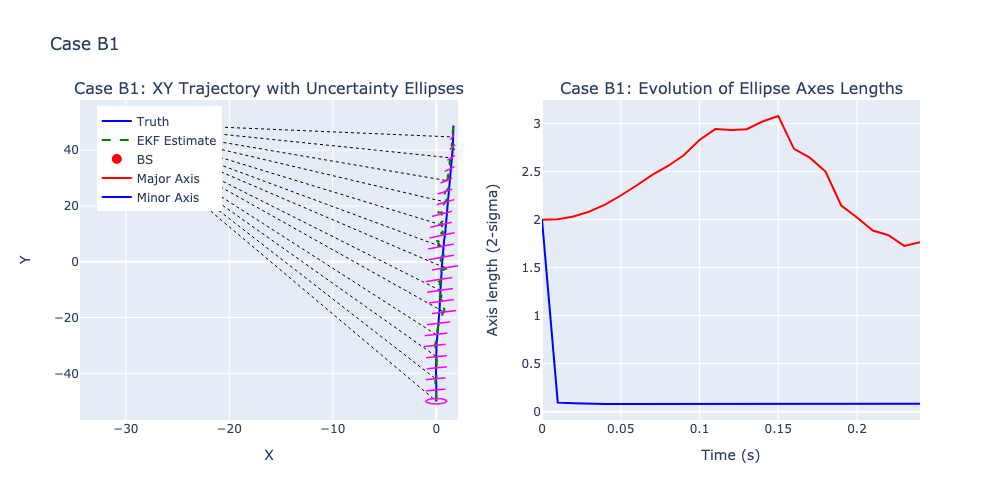 Case B1
Case B1: XY Trajectory with Uncertainty Ellipses
Truth
EKF Estimate
BS
Major Axis
Minor Axis
40
20
0
−20
−40
Y
−30
−20
−10
0
X
Case B1: Evolution of Ellipse Axes Lengths
3
2.5
2
1.5
1
0.5
0
Axis length (2-sigma)
0
0.05
0.1
0.15
0.2
Time (s)